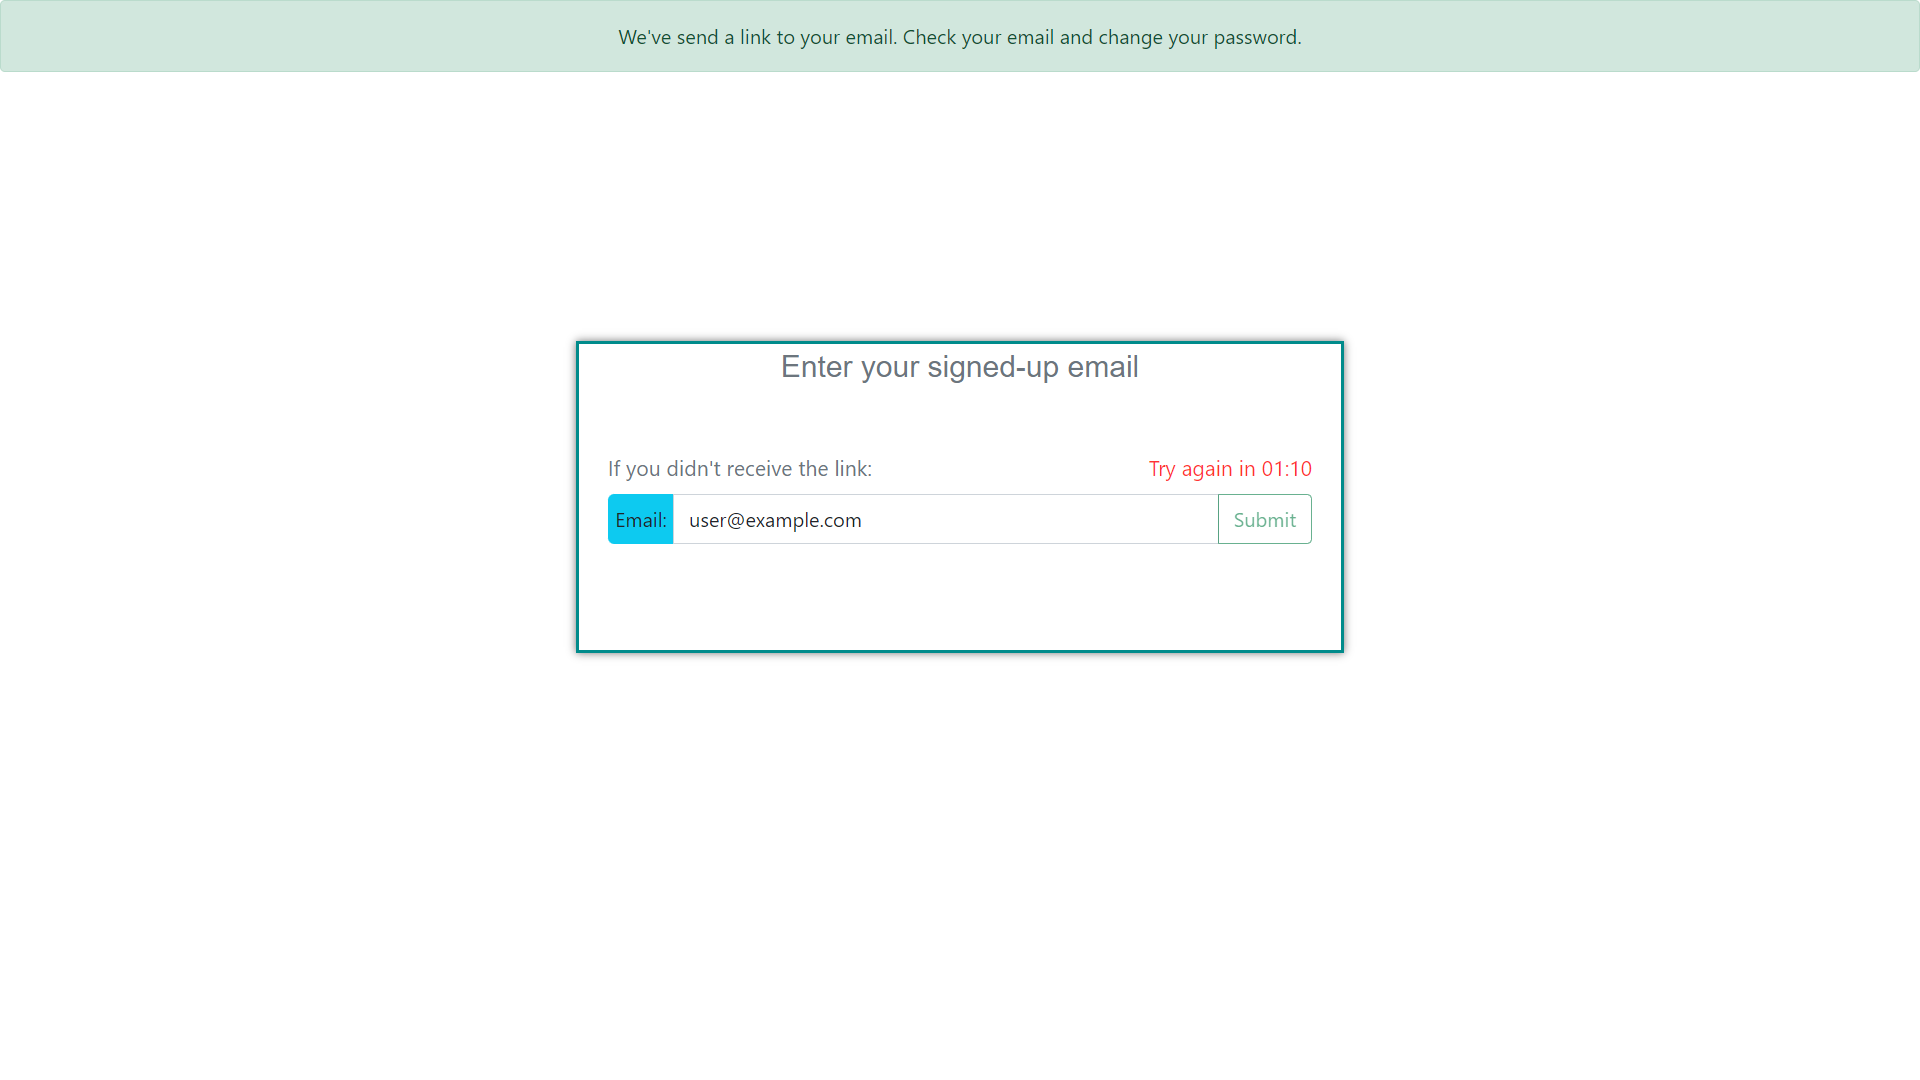 We've send a link to your email. Check your email and change your password.
Enter your signed-up email
If you didn't receive the link: Try again in 01:10
Email: user@example.com Submit